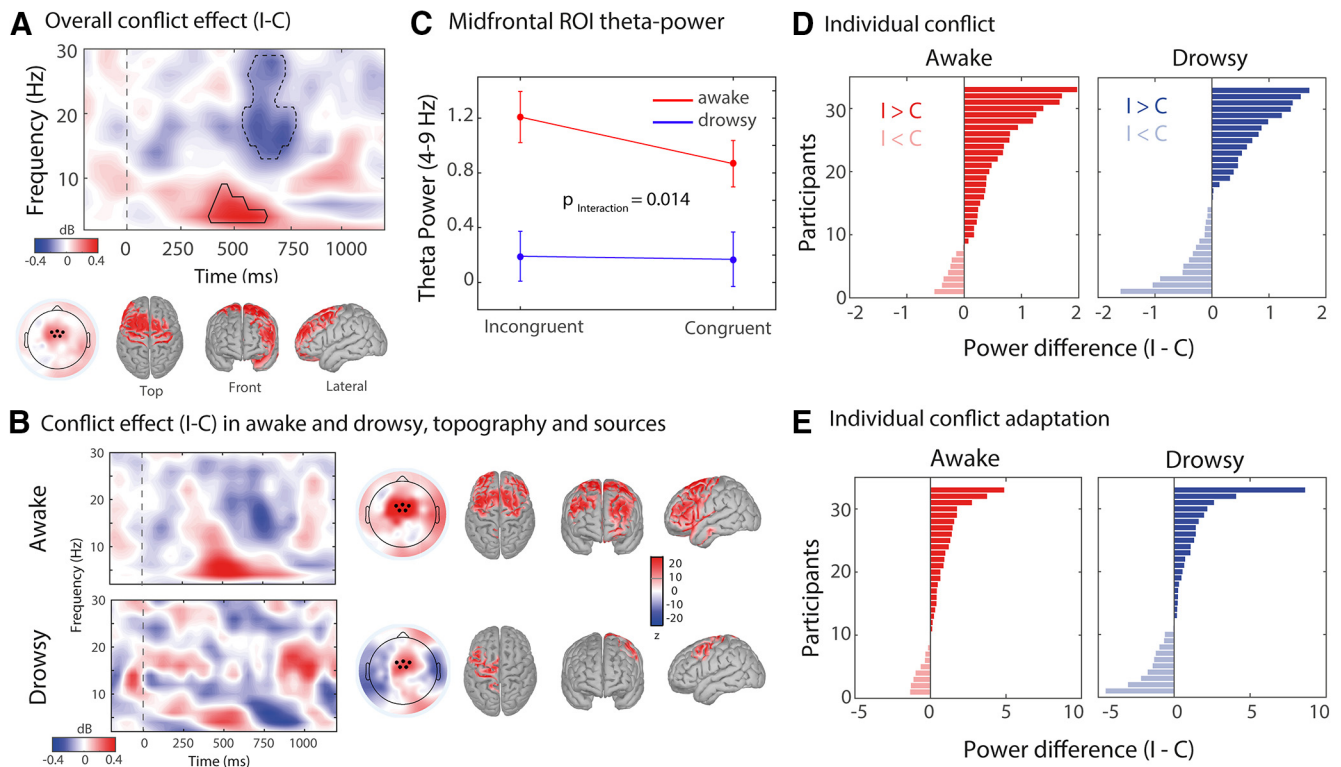 A Overall conflict effect (I-C)
30
20
10
Frequency (Hz)
dB
-0.4 0 0.4
0 250 500 750 1000
Time (ms)
Top Front Lateral
C Midfrontal ROI theta-power
1.2
0.8
0.4
0
Theta Power (4-9 Hz)
awake
drowsy
p Interaction = 0.014
Incongruent Congruent
D Individual conflict
Awake Drowsy
I > C
I < C
I > C
I < C
30
20
10
0
Participants
-2 -1 0 1 2
-2 -1 0 1 2
Power difference (I - C)
B Conflict effect (I-C) in awake and drowsy, topography and sources
Awake
30
20
10
Frequency (Hz)
Drowsy
30
20
10
dB
-0.4 0 0.4
0 250 500 750 1000
Time (ms)
20
10
0
-10
-20
z
E Individual conflict adaptation
Awake Drowsy
30
20
10
0
Participants
-5 0 5 10
-5 0 5 10
Power difference (I - C)